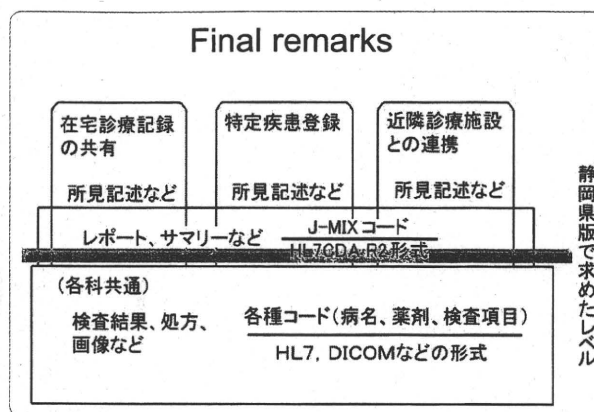 Final remarks
在宅診療記録
の共有
所見記述など
特定疾患登録
所見記述など
近隣診療施設
との連携
所見記述など
レポート、サマリーなど
J-MIXコード
HL7CDA R2形式
(各科共通)
検査結果、処方、
画像など
各種コード(病名、薬剤、検査項目)
HL7, DICOMなどの形式
静岡県版で求めたレベル